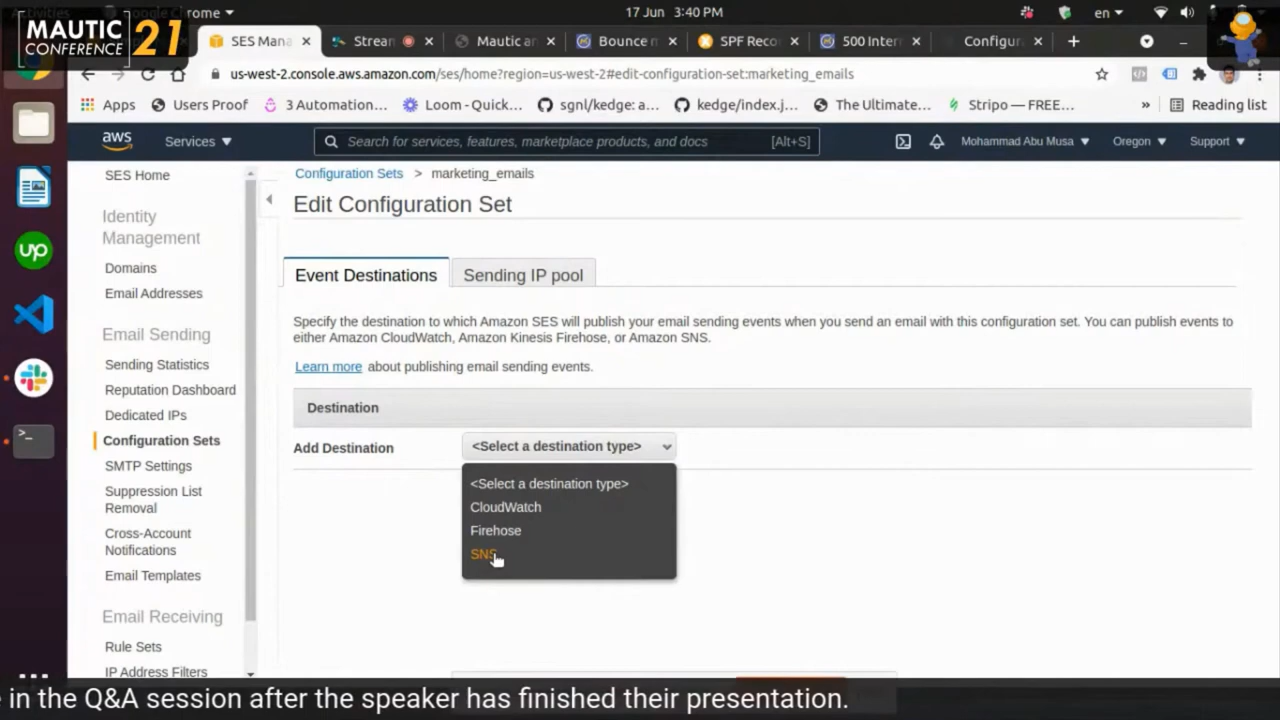 Google Chrome
17 Jun 3:40 PM
en
MAUTIC
CONFERENCE 21
SES Mana
Stream
Mautic an
Bounce m
SPF Reco
500 Inter
Configura
us-west-2.console.aws.amazon.com/ses/home?region=us-west-2#edit-configuration-set:marketing_emails
Apps
Users Proof
3 Automation...
Loom - Quick...
sgnl/kedge: a...
kedge/index.j...
The Ultimate...
Stripo — FREE...
»
Reading list
aws
Services
Search for services, features, marketplace products, and docs
[Alt+S]
Mohammad Abu Musa
Oregon
Support
SES Home
Identity
Management
Domains
Email Addresses
Email Sending
Sending Statistics
Reputation Dashboard
Dedicated IPs
Configuration Sets
SMTP Settings
Suppression List
Removal
Cross-Account
Notifications
Email Templates
Email Receiving
Rule Sets
IP Address Filters
Configuration Sets > marketing_emails
Edit Configuration Set
Event Destinations
Sending IP pool
Specify the destination to which Amazon SES will publish your email sending events when you send an email with this configuration set. You can publish events to
either Amazon CloudWatch, Amazon Kinesis Firehose, or Amazon SNS.
Learn more about publishing email sending events.
Destination
Add Destination
<Select a destination type>
<Select a destination type>
CloudWatch
Firehose
SNS
up
>_
e in the Q&A session after the speaker has finished their presentation.